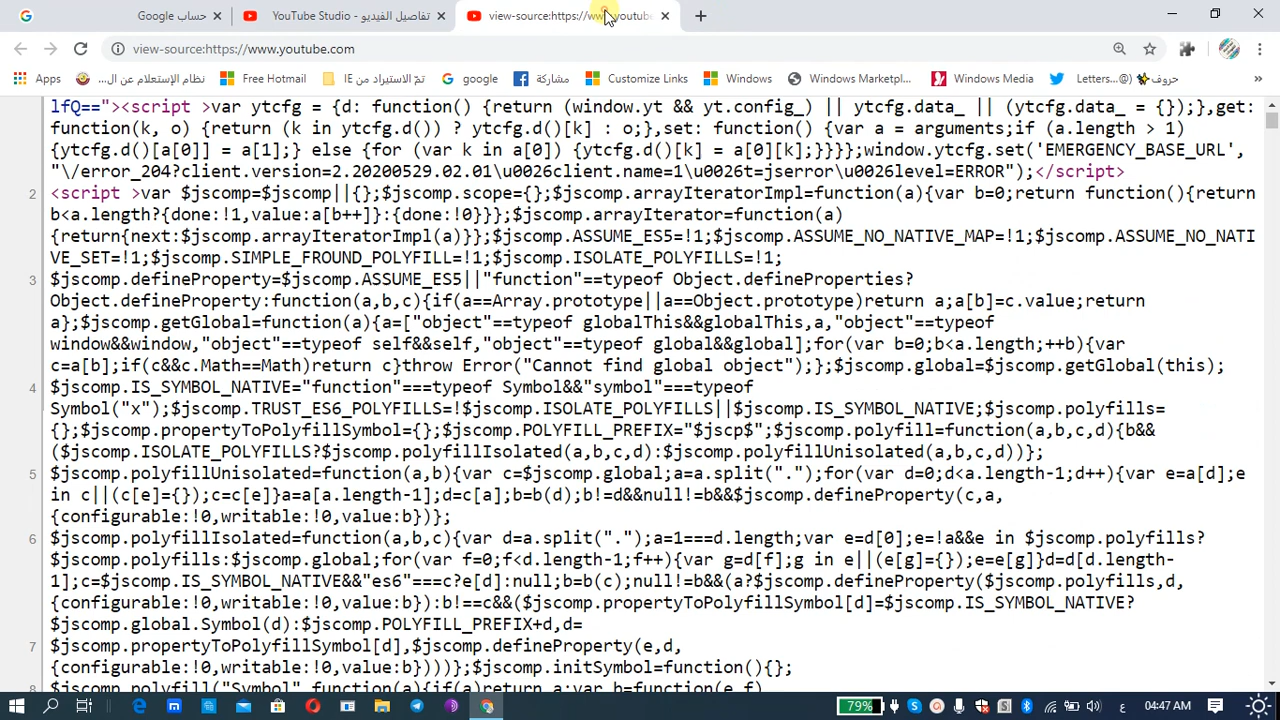 حساب Google
تفاصيل الفيديو - YouTube Studio
view-source:https://www.youtube.
view-source:https://www.youtube.com
Apps
نظام الإستعلام عن ال...
Free Hotmail
تمّ الاستيراد من IE
google
مشاركة
Customize Links
Windows
Windows Marketpl...
Windows Media
حروف (@Letters...
»
lfQ=="><script >var ytcfg = {d: function() {return (window.yt && yt.config_) || ytcfg.data_ || (ytcfg.data_ = {});},get:
function(k, o) {return (k in ytcfg.d()) ? ytcfg.d()[k] : o;},set: function() {var a = arguments;if (a.length > 1)
{ytcfg.d()[a[0]] = a[1];} else {for (var k in a[0]) {ytcfg.d()[k] = a[0][k];}}}};window.ytcfg.set('EMERGENCY_BASE_URL',
"\/error_204?client.version=2.20200529.02.01\u0026client.name=1\u0026t=jserror\u0026level=ERROR");</script>
2 <script >var $jscomp=$jscomp||{};$jscomp.scope={};$jscomp.arrayIteratorImpl=function(a){var b=0;return function(){return
b<a.length?{done:!1,value:a[b++]}:{done:!0}}};$jscomp.arrayIterator=function(a)
{return{next:$jscomp.arrayIteratorImpl(a)}};$jscomp.ASSUME_ES5=!1;$jscomp.ASSUME_NO_NATIVE_MAP=!1;$jscomp.ASSUME_NO_NATI
VE_SET=!1;$jscomp.SIMPLE_FROUND_POLYFILL=!1;$jscomp.ISOLATE_POLYFILLS=!1;
3 $jscomp.defineProperty=$jscomp.ASSUME_ES5||"function"==typeof Object.defineProperties?
Object.defineProperty:function(a,b,c){if(a==Array.prototype||a==Object.prototype)return a;a[b]=c.value;return
a};$jscomp.getGlobal=function(a){a=["object"==typeof globalThis&&globalThis,a,"object"==typeof
window&&window,"object"==typeof self&&self,"object"==typeof global&&global];for(var b=0;b<a.length;++b){var
c=a[b];if(c&&c.Math==Math)return c}throw Error("Cannot find global object");};$jscomp.global=$jscomp.getGlobal(this);
4 $jscomp.IS_SYMBOL_NATIVE="function"===typeof Symbol&&"symbol"===typeof
Symbol("x");$jscomp.TRUST_ES6_POLYFILLS=!$jscomp.ISOLATE_POLYFILLS||$jscomp.IS_SYMBOL_NATIVE;$jscomp.polyfills=
{};$jscomp.propertyToPolyfillSymbol={};$jscomp.POLYFILL_PREFIX="$jscp$";$jscomp.polyfill=function(a,b,c,d){b&&
($jscomp.ISOLATE_POLYFILLS?$jscomp.polyfillIsolated(a,b,c,d):$jscomp.polyfillUnisolated(a,b,c,d))};
5 $jscomp.polyfillUnisolated=function(a,b){var c=$jscomp.global;a=a.split(".");for(var d=0;d<a.length-1;d++){var e=a[d];e
in c||(c[e]={});c=c[e]}a=a[a.length-1];d=c[a];b=b(d);b!=d&&null!=b&&$jscomp.defineProperty(c,a,
{configurable:!0,writable:!0,value:b})};
6 $jscomp.polyfillIsolated=function(a,b,c){var d=a.split(".");a=1===d.length;var e=d[0];e=!a&&e in $jscomp.polyfills?
$jscomp.polyfills:$jscomp.global;for(var f=0;f<d.length-1;f++){var g=d[f];g in e||(e[g]={});e=e[g]}d=d[d.length-
1];c=$jscomp.IS_SYMBOL_NATIVE&&"es6"===c?e[d]:null;b=b(c);null!=b&&(a?$jscomp.defineProperty($jscomp.polyfills,d,
{configurable:!0,writable:!0,value:b}):b!==c&&($jscomp.propertyToPolyfillSymbol[d]=$jscomp.IS_SYMBOL_NATIVE?
$jscomp.global.Symbol(d):$jscomp.POLYFILL_PREFIX+d,d=
7 $jscomp.propertyToPolyfillSymbol[d],$jscomp.defineProperty(e,d,
{configurable:!0,writable:!0,value:b})))};$jscomp.initSymbol=function(){};
8 $jscomp.polyfill("Symbol",function(a){if(a)return a;var b=function(e,f)
79%
ع
04:47 AM